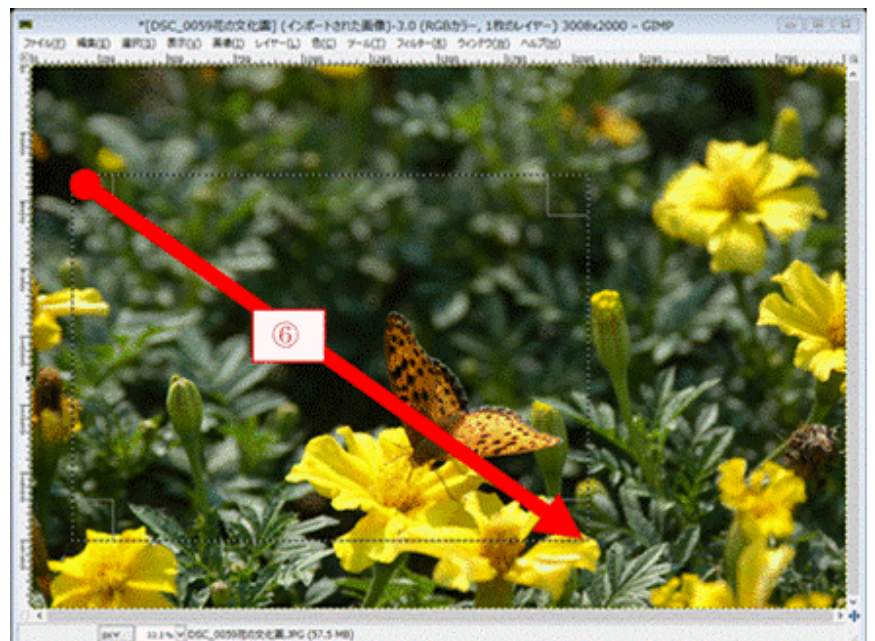 *[DSC_0059花の文化園] (インポートされた画像)-3.0 (RGBカラー, 1枚のレイヤー) 3008x2000 – GIMP
ファイル(F) 編集(E) 選択(S) 表示(V) 画像(I) レイヤー(L) 色(C) ツール(T) フィルター(R) ウィンドウ(W) ヘルプ(H)
⑥
px 33.3% DSC_0059花の文化園.JPG (57.5 MB)